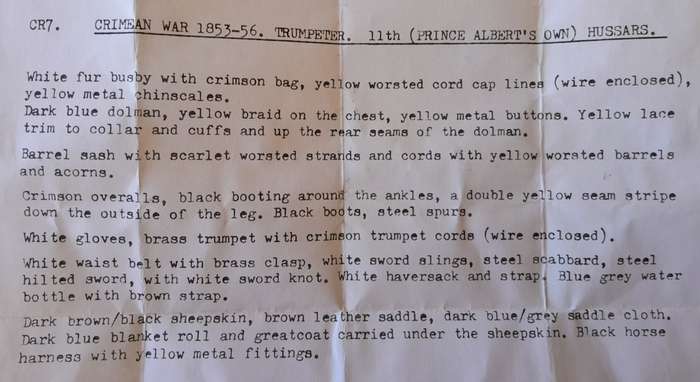 CR7. CRIMEAN WAR 1853-56. TRUMPETER. 11th (PRINCE ALBERT'S OWN) HUSSARS.
White fur busby with crimson bag, yellow worsted cord cap lines (wire enclosed),
yellow metal chinscales.
Dark blue dolman, yellow braid on the chest, yellow metal buttons. Yellow lace
trim to collar and cuffs and up the rear seams of the dolman.
Barrel sash with scarlet worsted strands and cords with yellow worsted barrels
and acorns.
Crimson overalls, black booting around the ankles, a double yellow seam stripe
down the outside of the leg. Black boots, steel spurs.
White gloves, brass trumpet with crimson trumpet cords (wire enclosed).
White waist belt with brass clasp, white sword slings, steel scabbard, steel
hilted sword, with white sword knot. White haversack and strap. Blue grey water
bottle with brown strap.
Dark brown/black sheepskin, brown leather saddle, dark blue/grey saddle cloth.
Dark blue blanket roll and greatcoat carried under the sheepskin. Black horse
harness with yellow metal fittings.